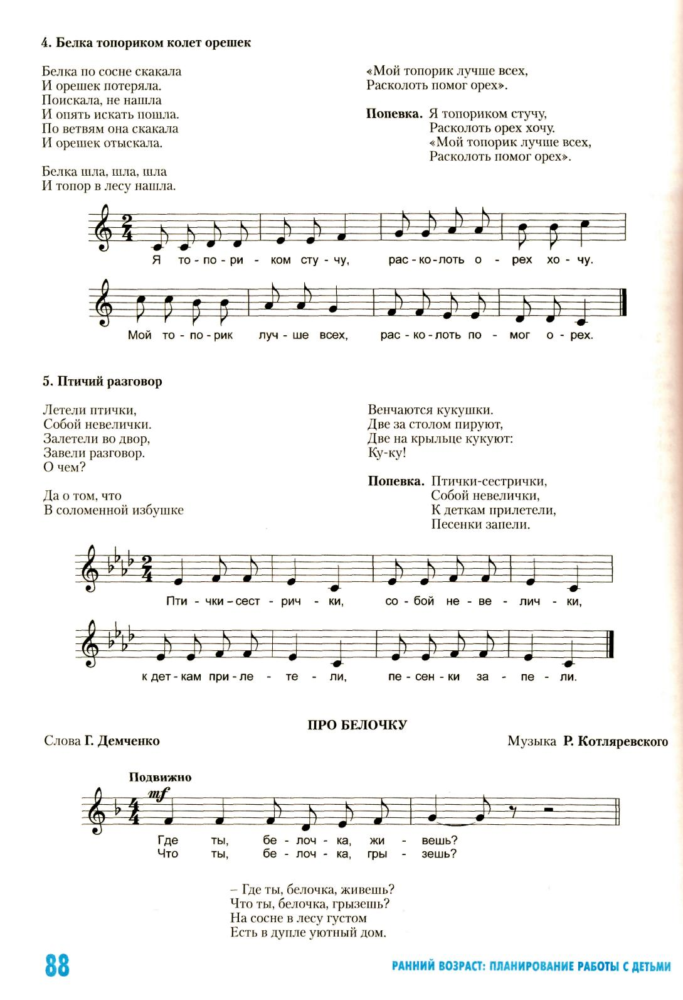 4. Белка топориком колет орешек
Белка по сосне скакала
И орешек потеряла.
Поискала, не нашла
И опять искать пошла.
По ветвям она скакала
И орешек отыскала.
Белка шла, шла, шла
И топор в лесу нашла.
«Мой топорик лучше всех,
Расколоть помог орех».
Попевка. Я топориком стучу,
Расколоть орех хочу.
«Мой топорик лучше всех,
Расколоть помог орех».
2
4
Я то - по - ри - ком сту - чу, рас - ко - лоть о - рех хо - чу.
Мой то - по - рик луч - ше всех, рас - ко - лоть по - мог о - рех.
5. Птичий разговор
Летели птички,
Собой невелички.
Залетели во двор,
Завели разговор.
О чем?
Да о том, что
В соломенной избушке
Венчаются кукушки.
Две за столом пируют,
Две на крыльце кукуют:
Ку-ку!
Попевка. Птички-сестрички,
Собой невелички,
К деткам прилетели,
Песенки запели.
2
4
Пти - чки – сест - рич - ки, со - бой не - ве - лич - ки,
к дет - кам при - ле - те - ли, пе - сен - ки за - пе - ли.
ПРО БЕЛОЧКУ
Слова Г. Демченко Музыка Р. Котляревского
Подвижно
mf
4
4
Где ты, бе - лоч - ка, жи - вешь?
Что ты, бе - лоч - ка, гры - зешь?
– Где ты, белочка, живешь?
Что ты, белочка, грызешь?
На сосне в лесу густом
Есть в дупле уютный дом.
88 РАННИЙ ВОЗРАСТ: ПЛАНИРОВАНИЕ РАБОТЫ С ДЕТЬМИ